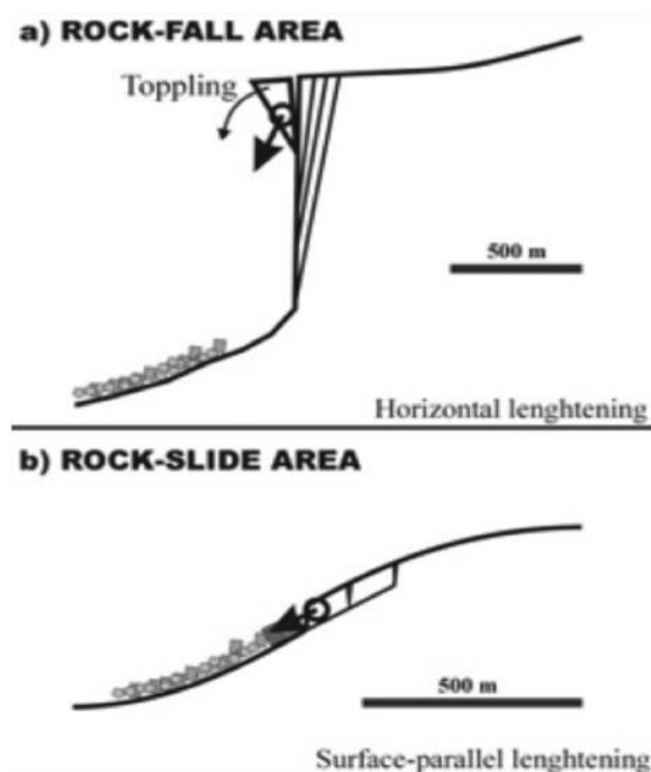 a) ROCK-FALL AREA
Toppling
500 m
Horizontal lenghtening
b) ROCK-SLIDE AREA
500 m
Surface-parallel lenghtening